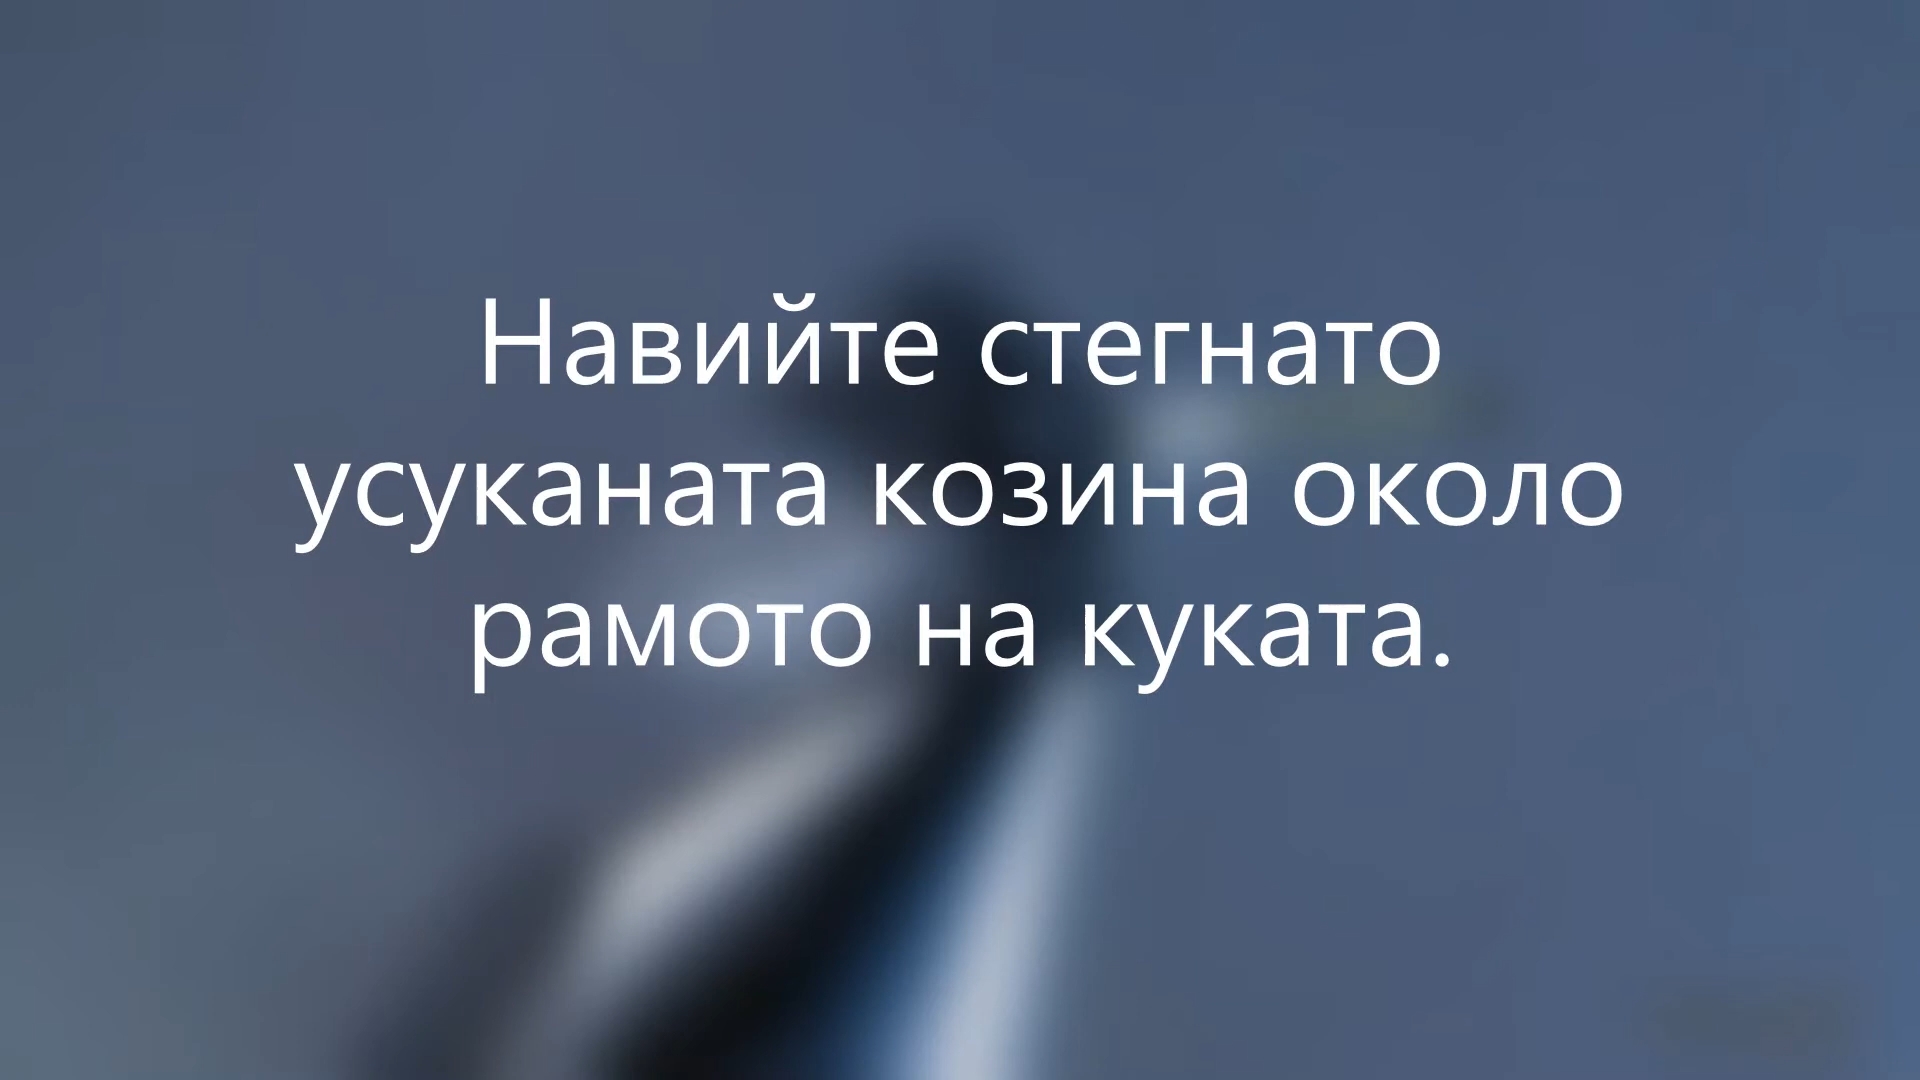 Навийте стегнато
усуканата козина около
рамото на куката.